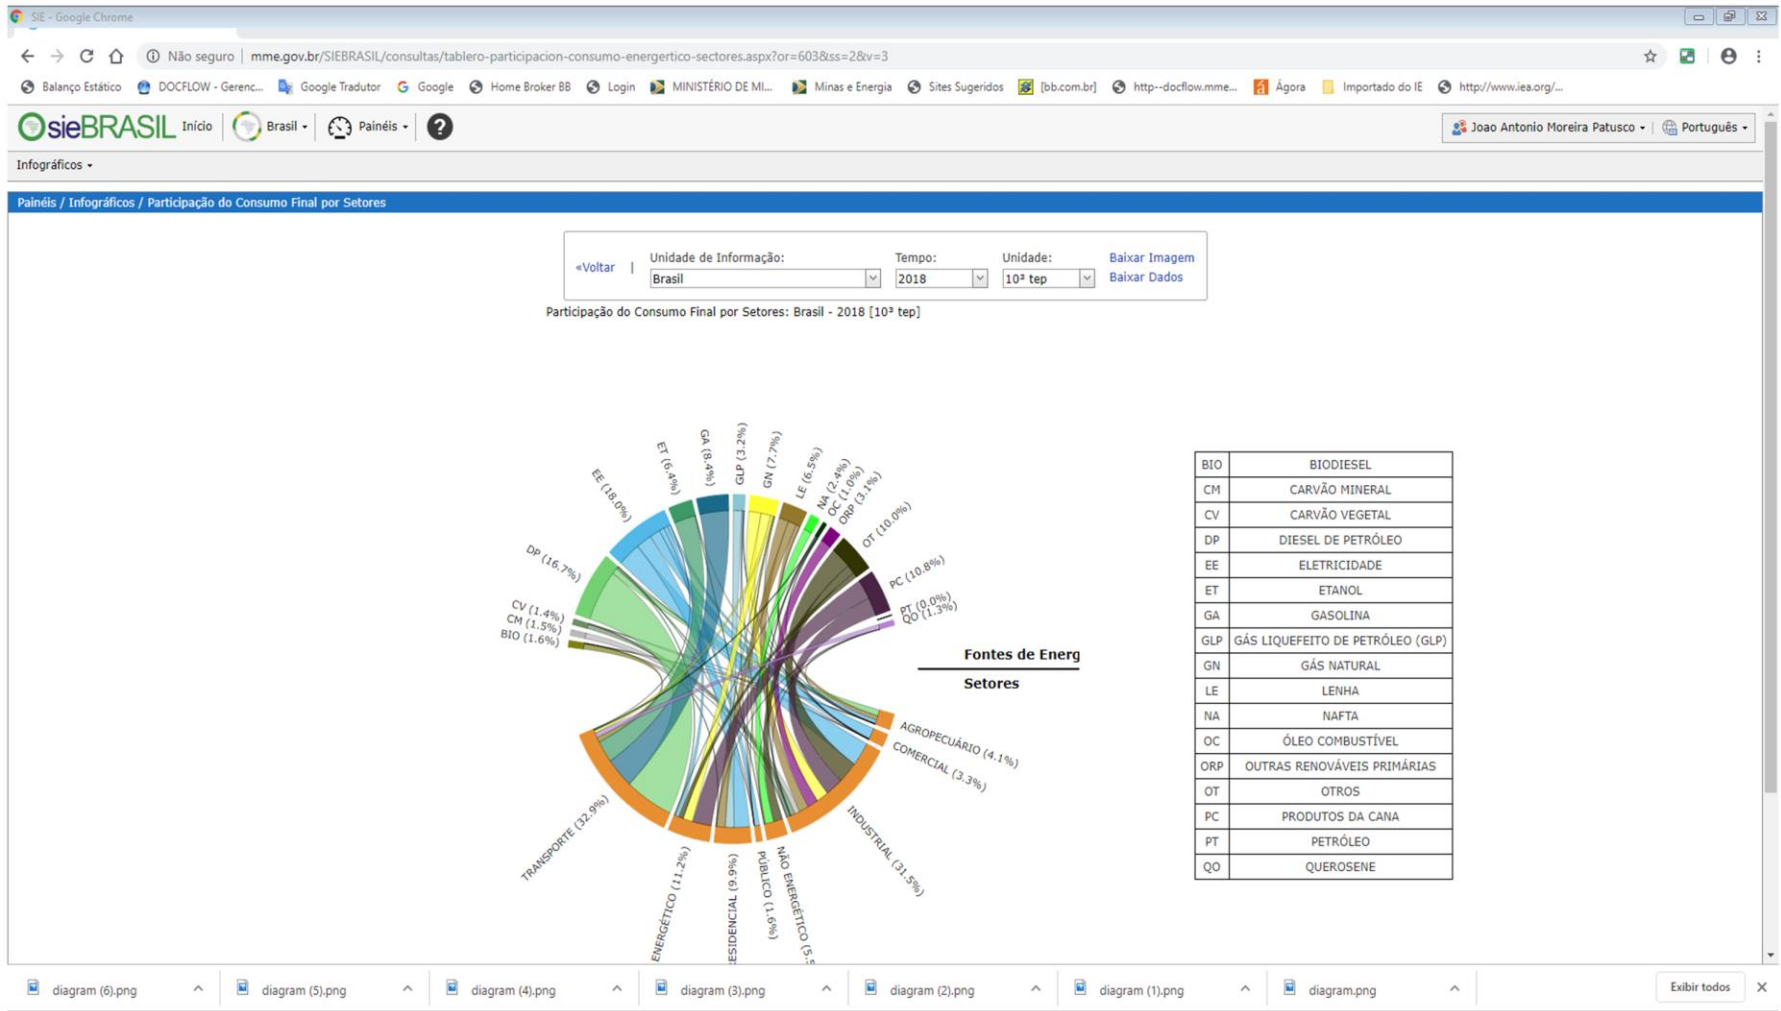 SIE - Google Chrome
Não seguro | mme.gov.br/SIEBRASIL/consultas/tablero-participacion-consumo-energertico-sectores.aspx?or=603&ss=2&v=3
Balanço Estático DOCFLOW - Gerenc... Google Tradutor Google Home Broker BB Login MINISTÉRIO DE MI... Minas e Energia Sites Sugeridos [bb.com.br] http--docflow.mme... Ágora Importado do IE http://www.iea.org/...
sieBRASIL Início Brasil Painéis ? Joao Antonio Moreira Patusco Português
Infográficos
Painéis / Infográficos / Participação do Consumo Final por Setores
«Voltar | Unidade de Informação: Tempo: Unidade: Baixar Imagem
Brasil 2018 10³ tep Baixar Dados
Participação do Consumo Final por Setores: Brasil - 2018 [10³ tep]
BIO (1.6%)
CM (1.5%)
CV (1.4%)
DP (16.7%)
EE (18.0%)
ET (6.4%)
GA (8.4%)
GLP (3.2%)
GN (7.7%)
LE (6.5%)
NA (2.4%)
OC (1.0%)
ORP (3.1%)
OT (10.0%)
PC (10.8%)
PT (0.0%)
QO (1.3%)
Fontes de Energ
Setores
AGROPECUÁRIO (4.1%)
COMERCIAL (3.3%)
INDUSTRIAL (31.5%)
NÃO ENERGÉTICO (5.5
PÚBLICO (1.6%)
ESIDENCIAL (9.9%)
ENERGÉTICO (11.2%)
TRANSPORTE (32.9%)
BIO BIODIESEL
CM CARVÃO MINERAL
CV CARVÃO VEGETAL
DP DIESEL DE PETRÓLEO
EE ELETRICIDADE
ET ETANOL
GA GASOLINA
GLP GÁS LIQUEFEITO DE PETRÓLEO (GLP)
GN GÁS NATURAL
LE LENHA
NA NAFTA
OC ÓLEO COMBUSTÍVEL
ORP OUTRAS RENOVÁVEIS PRIMÁRIAS
OT OTROS
PC PRODUTOS DA CANA
PT PETRÓLEO
QO QUEROSENE
diagram (6).png diagram (5).png diagram (4).png diagram (3).png diagram (2).png diagram (1).png diagram.png Exibir todos